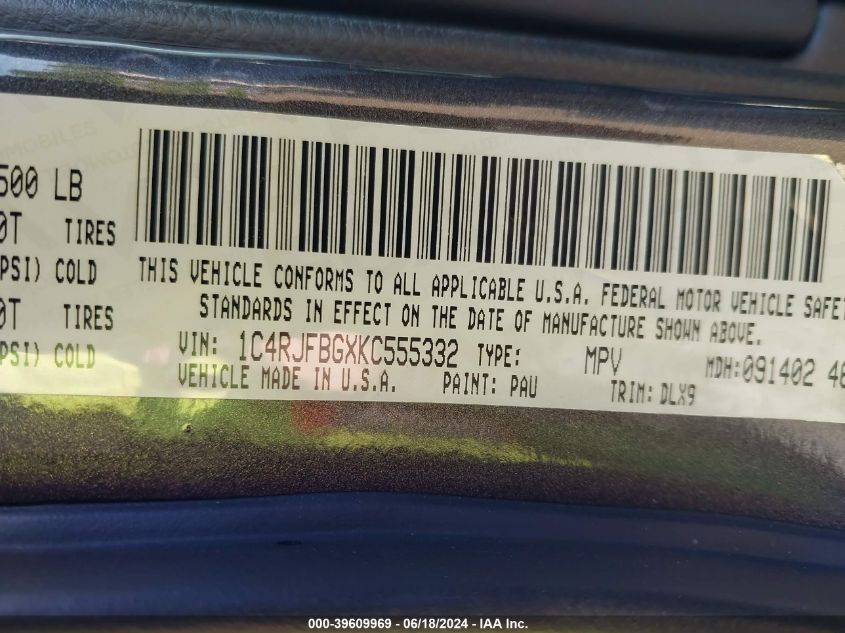 500 LB
0T TIRES
PSI) COLD
0T TIRES
PSI) COLD
THIS VEHICLE CONFORMS TO ALL APPLICABLE U.S.A. FEDERAL MOTOR VEHICLE SAFET
STANDARDS IN EFFECT ON THE DATE OF MANUFACTURE SHOWN ABOVE.
VIN: 1C4RJFBGXKC555332 TYPE: MPV MDH:091402 46
VEHICLE MADE IN U.S.A. PAINT: PAU TRIM: DLX9
000-39609969 / 06/18/2024 - IAA Inc.